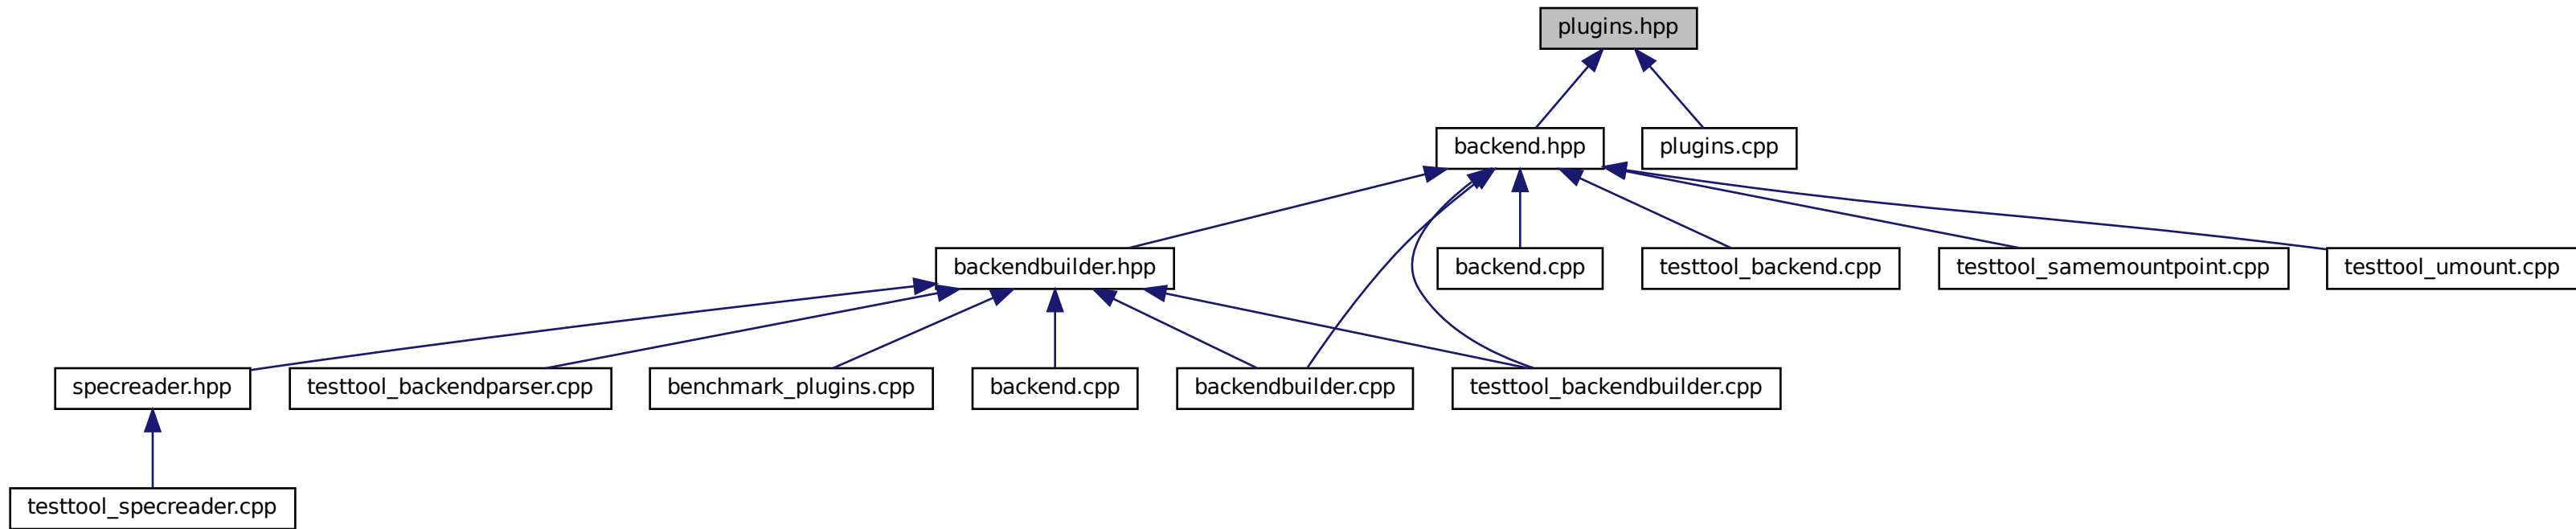 plugins.hpp
backend.hpp
plugins.cpp
backendbuilder.hpp
backend.cpp
testtool_backend.cpp
testtool_samemountpoint.cpp
testtool_umount.cpp
specreader.hpp
testtool_backendparser.cpp
benchmark_plugins.cpp
backend.cpp
backendbuilder.cpp
testtool_backendbuilder.cpp
testtool_specreader.cpp